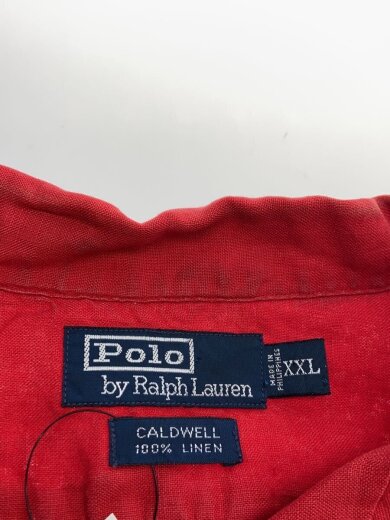 Polo
by Ralph Lauren
MADE IN
PHILIPPINES
XXL
CALDWELL
100% LINEN